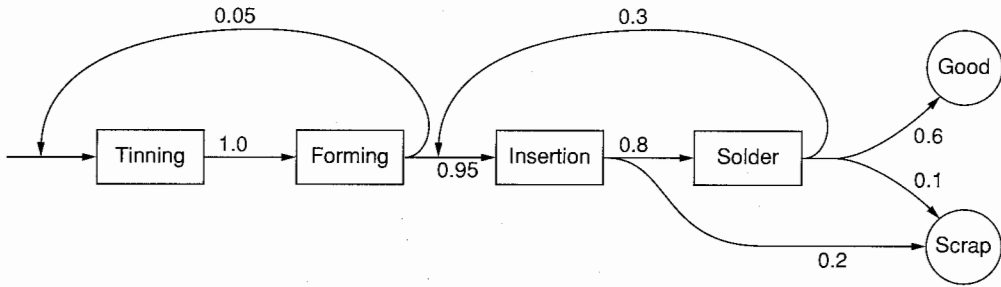 0.05
0.3
Good
Tinning
1.0
Forming
0.95
Insertion
0.8
Solder
0.6
0.1
0.2
Scrap